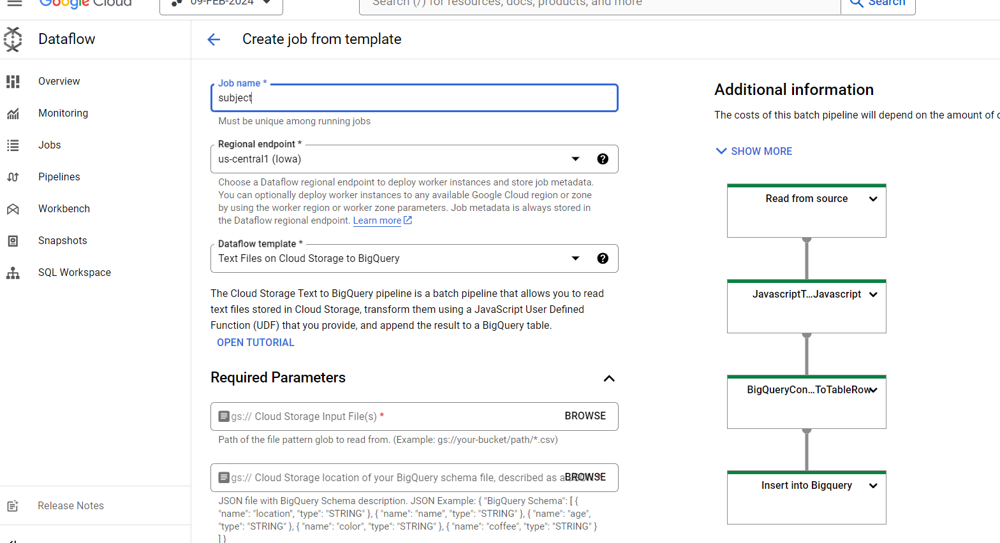 Google Cloud
09-FEB-2024
Search (/) for resources, docs, products, and more
Search
Dataflow
Create job from template
Overview
Monitoring
Jobs
Pipelines
Workbench
Snapshots
SQL Workspace
Release Notes
Job name *
subject
Must be unique among running jobs
Regional endpoint *
us-central1 (Iowa)
Choose a Dataflow regional endpoint to deploy worker instances and store job metadata.
You can optionally deploy worker instances to any available Google Cloud region or zone
by using the worker region or worker zone parameters. Job metadata is always stored in
the Dataflow regional endpoint. Learn more
Dataflow template *
Text Files on Cloud Storage to BigQuery
The Cloud Storage Text to BigQuery pipeline is a batch pipeline that allows you to read
text files stored in Cloud Storage, transform them using a JavaScript User Defined
Function (UDF) that you provide, and append the result to a BigQuery table.
OPEN TUTORIAL
Required Parameters
gs:// Cloud Storage Input File(s) *
BROWSE
Path of the file pattern glob to read from. (Example: gs://your-bucket/path/*.csv)
gs:// Cloud Storage location of your BigQuery schema file, described as a JSON *
BROWSE
JSON file with BigQuery Schema description. JSON Example: { "BigQuery Schema": [ {
"name": "location", "type": "STRING" }, { "name": "name", "type": "STRING" }, { "name": "age",
"type": "STRING" }, { "name": "color", "type": "STRING" }, { "name": "coffee", "type": "STRING" }
] }
Additional information
The costs of this batch pipeline will depend on the amount of
SHOW MORE
Read from source
JavascriptT...Javascript
BigQueryCon...ToTableRow
Insert into Bigquery